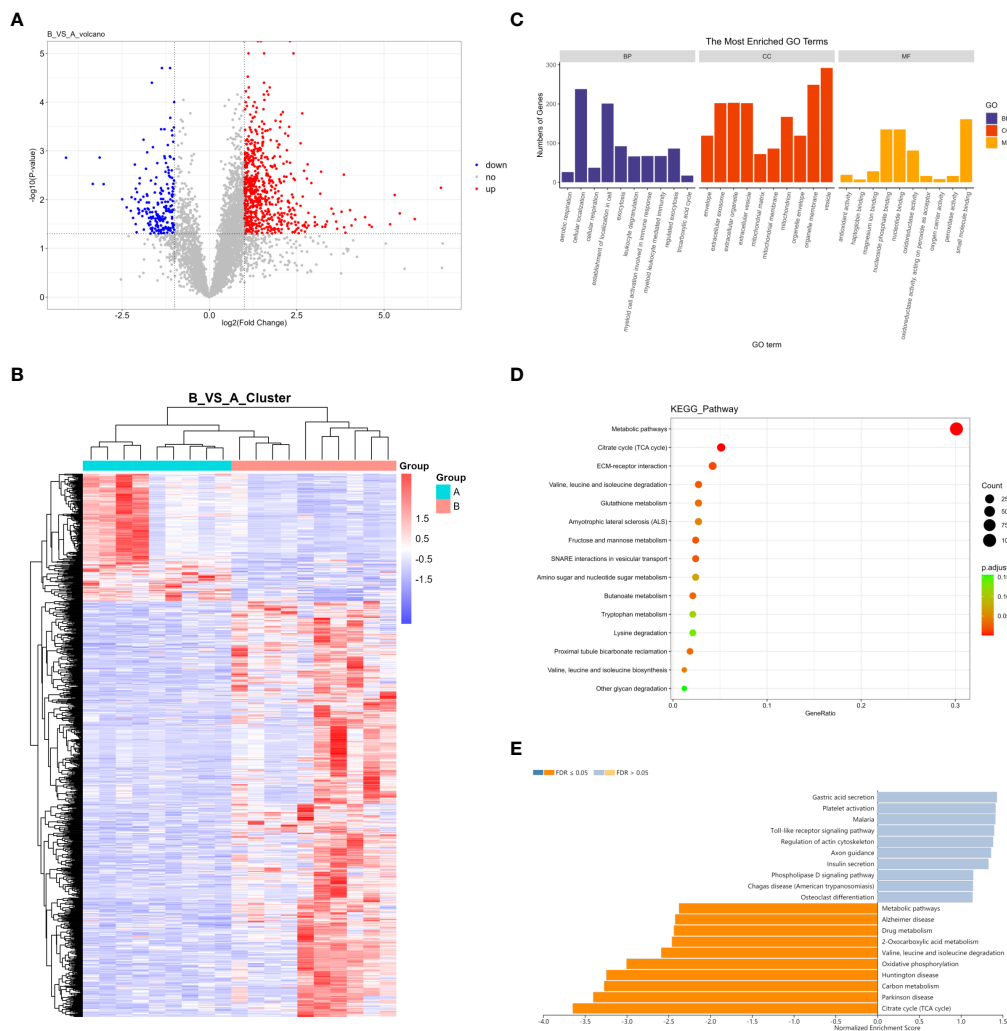 A
B_VS_A_volcano
5
4
3
2
1
0
-log10(P-value)
-2.5
0.0
2.5
5.0
log2(Fold Change)
down
no
up
B
B_VS_A_Cluster
Group
1.5
0.5
-0.5
-1.5
Group
A
B
C
The Most Enriched GO Terms
BP
CC
MF
300
200
100
0
Numbers of Genes
aerobic respiration
cellular localization
cellular respiration
establishment of localization in cell
exocytosis
leukocyte degranulation
myeloid cell activation involved in immune response
myeloid leukocyte mediated immunity
regulated exocytosis
tricarboxylic acid cycle
envelope
extracellular exosome
extracellular organelle
extracellular vesicle
mitochondrial matrix
mitochondrial membrane
mitochondrion
organelle envelope
organelle membrane
vesicle
antioxidant activity
haptoglobin binding
magnesium ion binding
nucleoside phosphate binding
nucleotide binding
oxidoreductase activity
oxidoreductase activity, acting on peroxide as acceptor
oxygen carrier activity
peroxidase activity
small molecule binding
GO term
GO
B
C
M
D
KEGG_Pathway
Metabolic pathways
Citrate cycle (TCA cycle)
ECM-receptor interaction
Valine, leucine and isoleucine degradation
Glutathione metabolism
Amyotrophic lateral sclerosis (ALS)
Fructose and mannose metabolism
SNARE interactions in vesicular transport
Amino sugar and nucleotide sugar metabolism
Butanoate metabolism
Tryptophan metabolism
Lysine degradation
Proximal tubule bicarbonate reclamation
Valine, leucine and isoleucine biosynthesis
Other glycan degradation
0.0
0.1
0.2
0.3
GeneRatio
Count
25
50
75
10
p.adjust
0.15
0.10
0.05
E
FDR ≤ 0.05
FDR > 0.05
Gastric acid secretion
Platelet activation
Malaria
Toll-like receptor signaling pathway
Regulation of actin cytoskeleton
Axon guidance
Insulin secretion
Phospholipase D signaling pathway
Chagas disease (American trypanosomiasis)
Osteoclast differentiation
Metabolic pathways
Alzheimer disease
Drug metabolism
2-Oxocarboxylic acid metabolism
Valine, leucine and isoleucine degradation
Oxidative phosphorylation
Huntington disease
Carbon metabolism
Parkinson disease
Citrate cycle (TCA cycle)
-4.0
-3.5
-3.0
-2.5
-2.0
-1.5
-1.0
-0.5
0.0
0.5
1.0
1.5
Normalized Enrichment Score